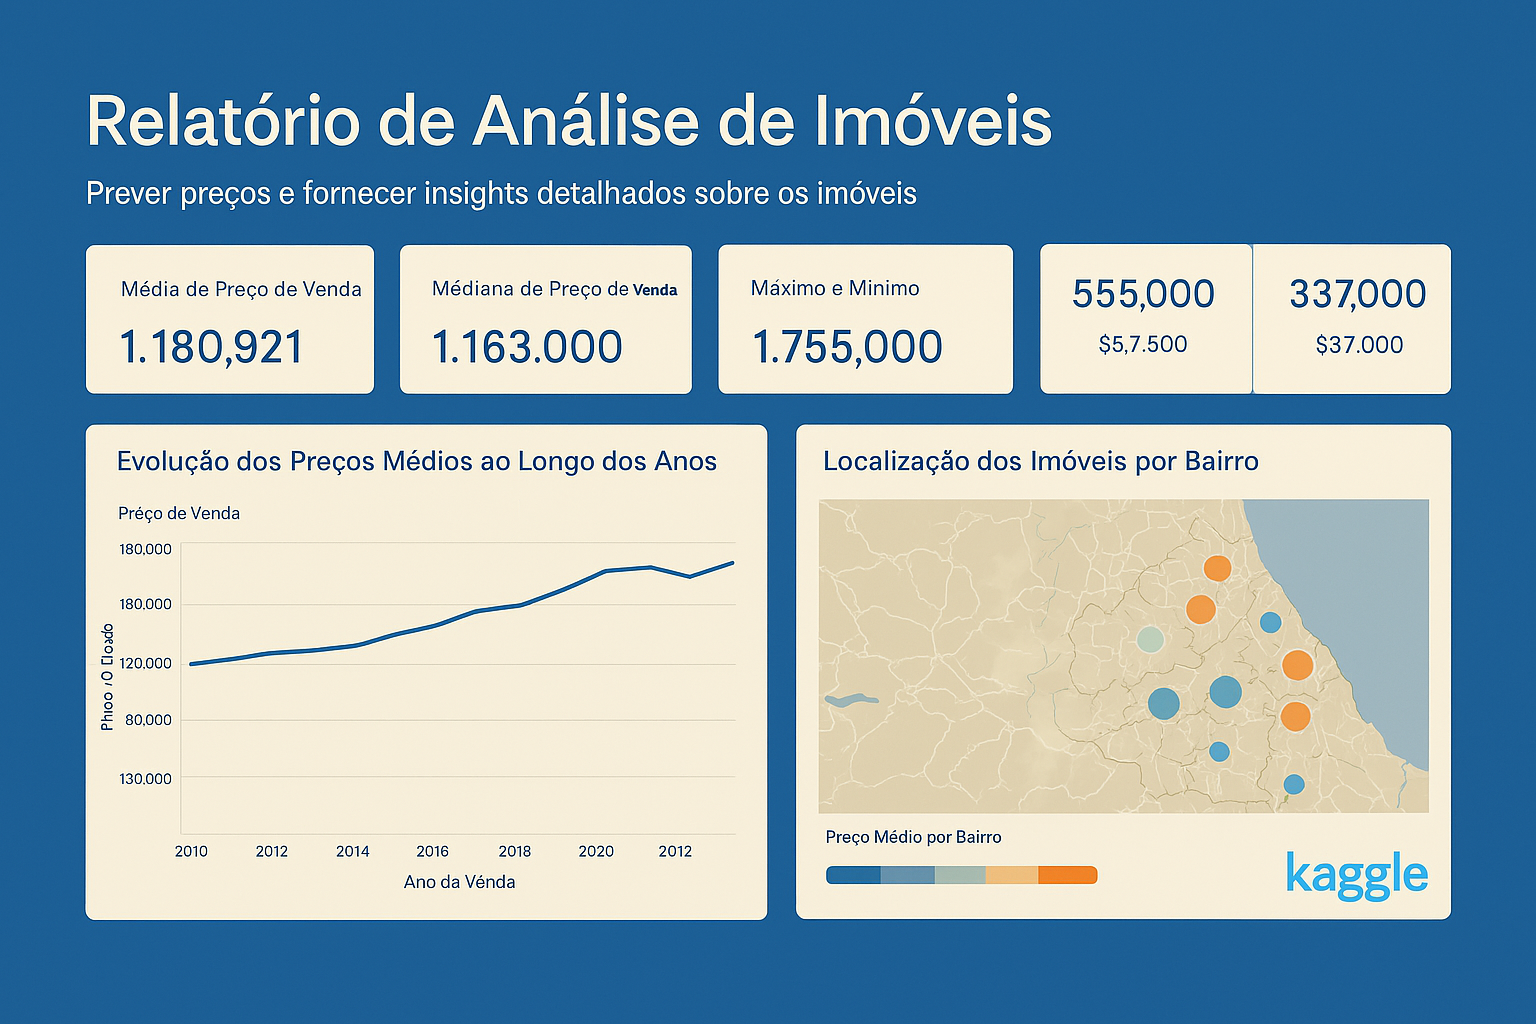 Relatório de Análise de Imóveis
Prever preços e fornecer insights detalhados sobre os imóveis
Média de Preço de Venda
1.180,921
Médiana de Preço de Venda
1.163.000
Máximo e Minimo
1.755,000
555,000
$5,7.500
337,000
$37.000
Evolução dos Preços Médios ao Longo dos Anos
Préço de Venda
180,000
180.000
120,000
80.000
130,000
2010 2012 2014 2016 2018 2020 2012
Ano da Vénda
Localização dos Imóveis por Bairro
Preço Médio por Bairro
kaggle